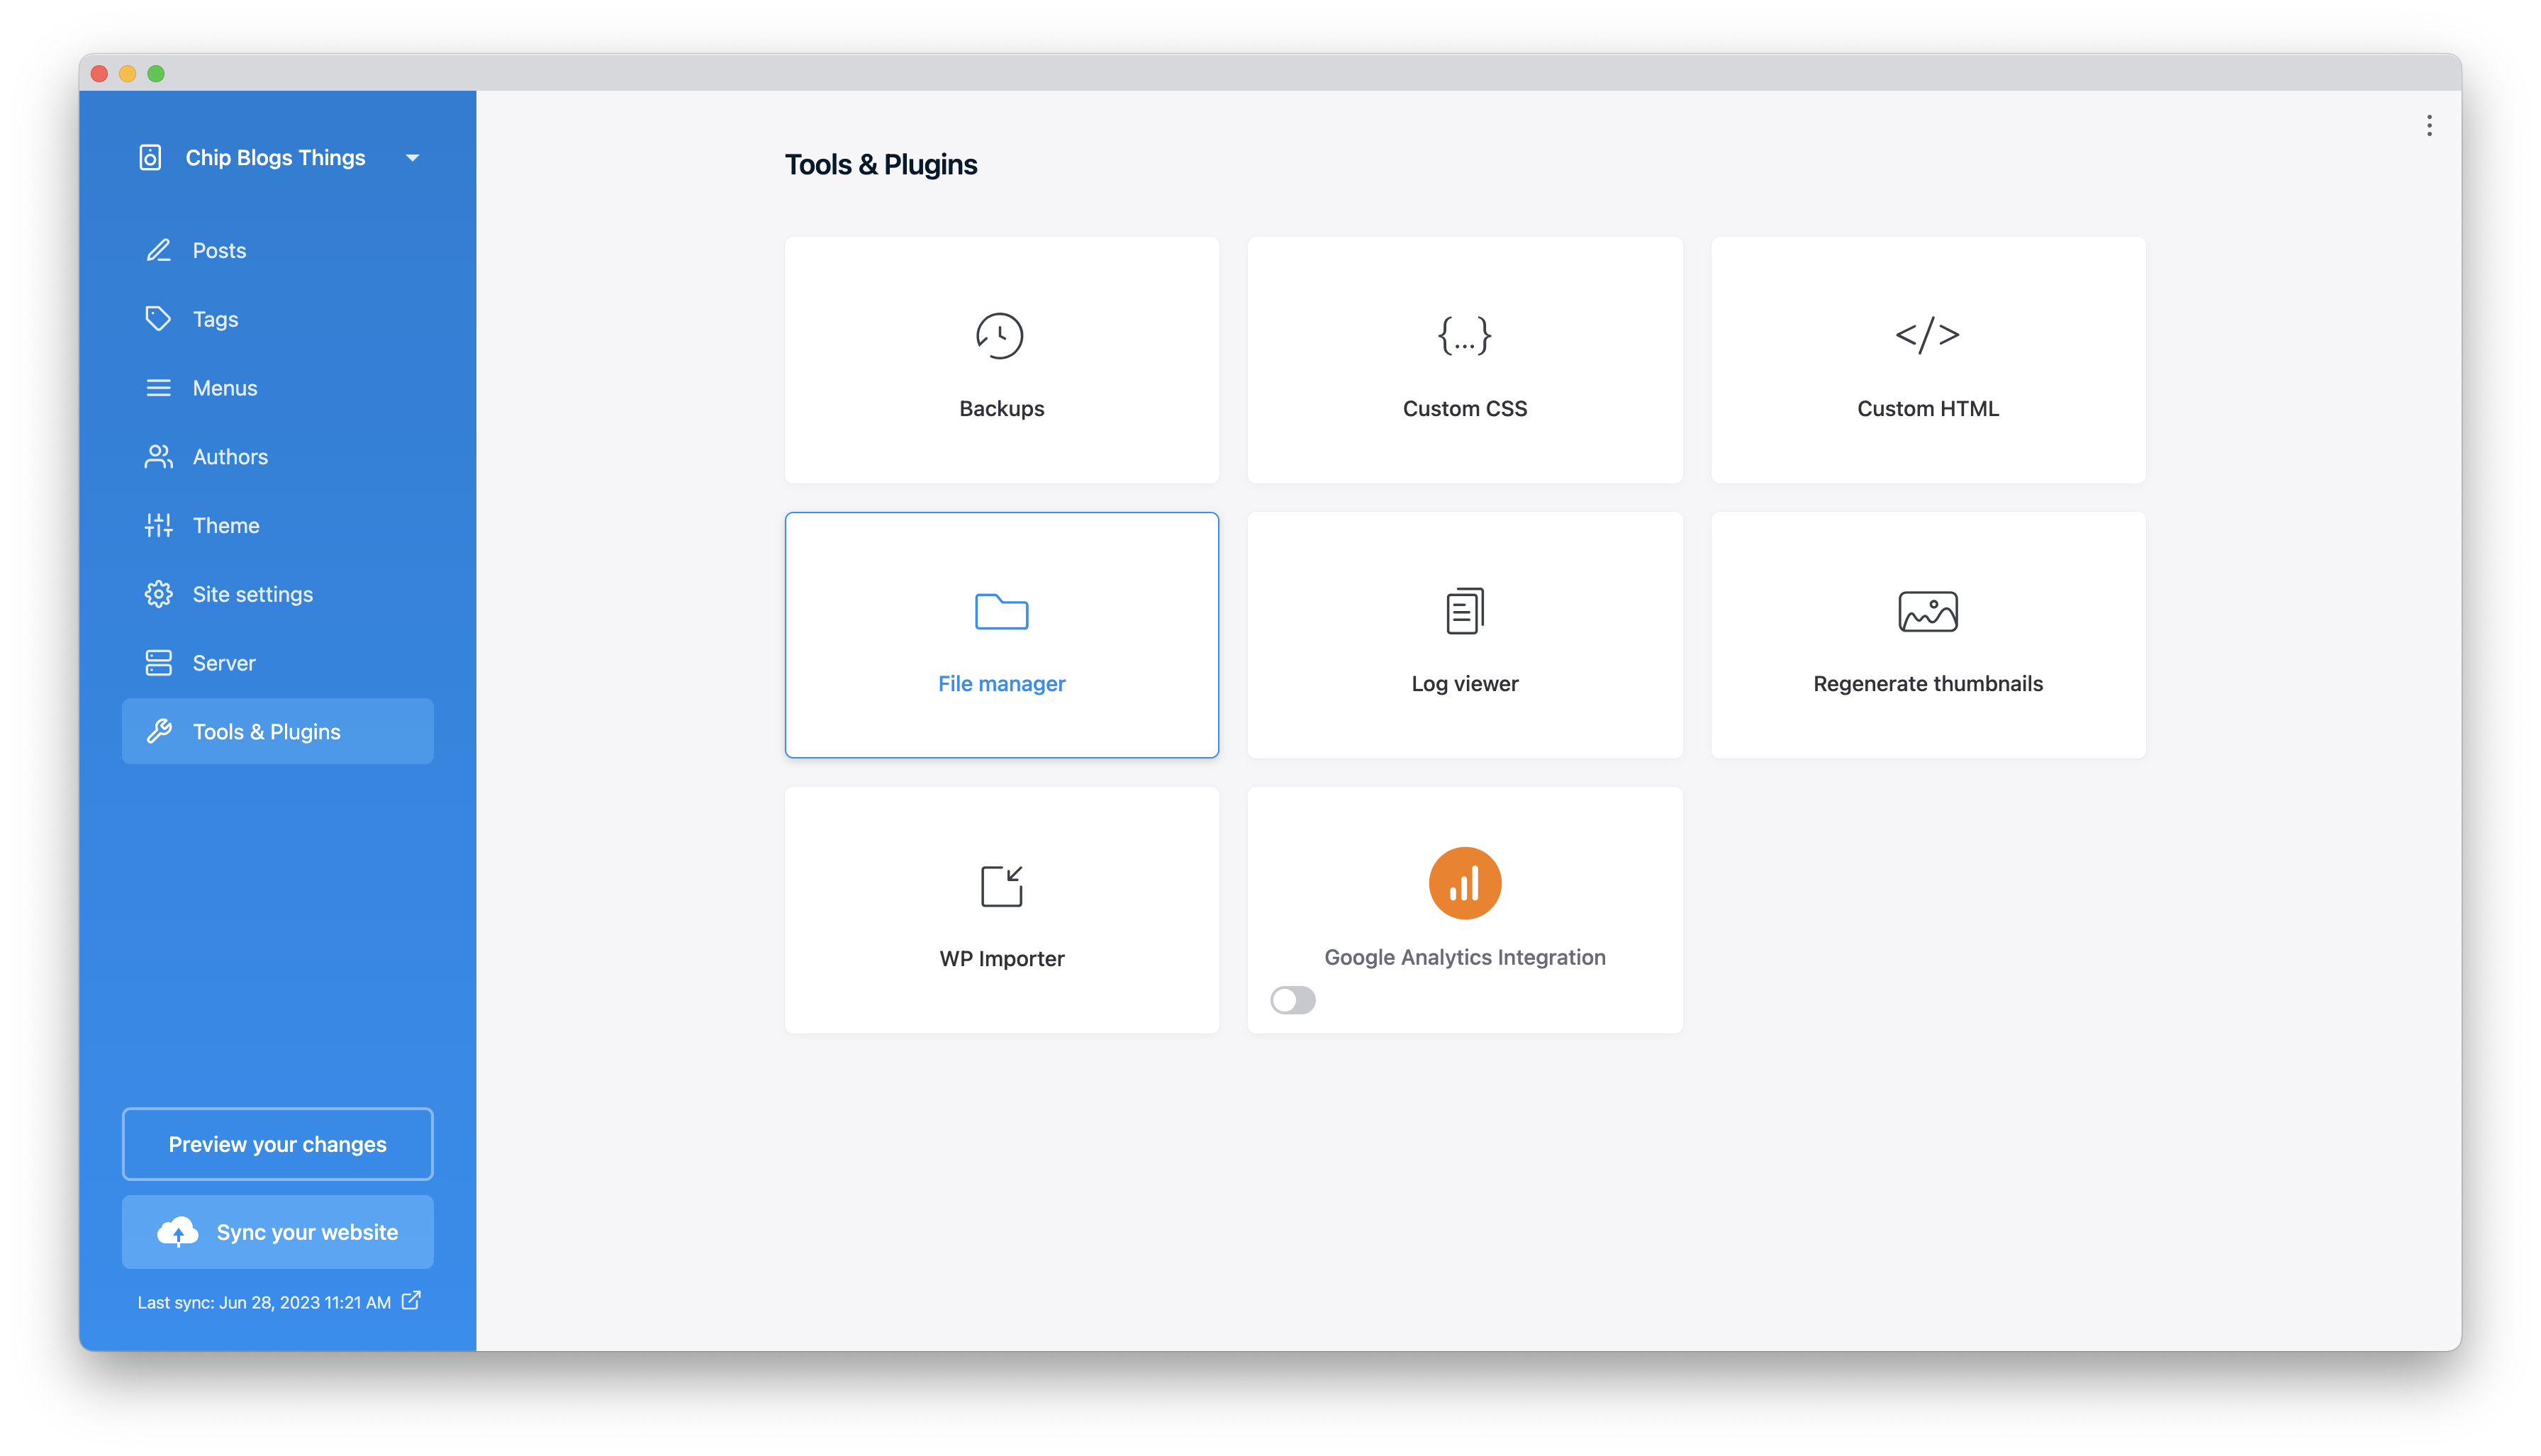 Chip Blogs Things
Posts
Tags
Menus
Authors
Theme
Site settings
Server
Tools & Plugins
Preview your changes
Sync your website
Last sync: Jun 28, 2023 11:21 AM
Tools & Plugins
Backups
{...}
Custom CSS
</>
Custom HTML
File manager
Log viewer
Regenerate thumbnails
WP Importer
Google Analytics Integration